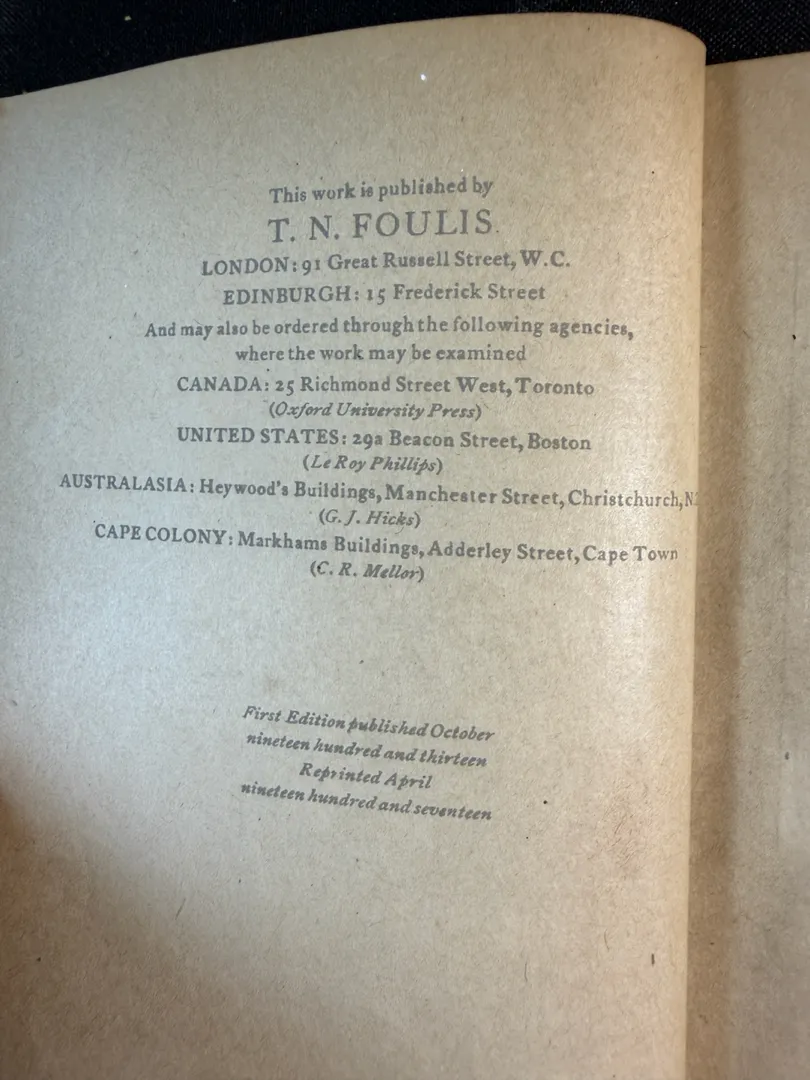 This work is published by
T. N. FOULIS.
LONDON: 91 Great Russell Street, W.C.
EDINBURGH: 15 Frederick Street
And may also be ordered through the following agencies,
where the work may be examined
CANADA: 25 Richmond Street West, Toronto
(Oxford University Press)
UNITED STATES: 29a Beacon Street, Boston
(Le Roy Phillips)
AUSTRALASIA: Heywood's Buildings, Manchester Street, Christchurch,
(G. J. Hicks)
CAPE COLONY: Markhams Buildings, Adderley Street, Cape Town
(C. R. Mellor)
First Edition published October
nineteen hundred and thirteen
Reprinted April
nineteen hundred and seventeen